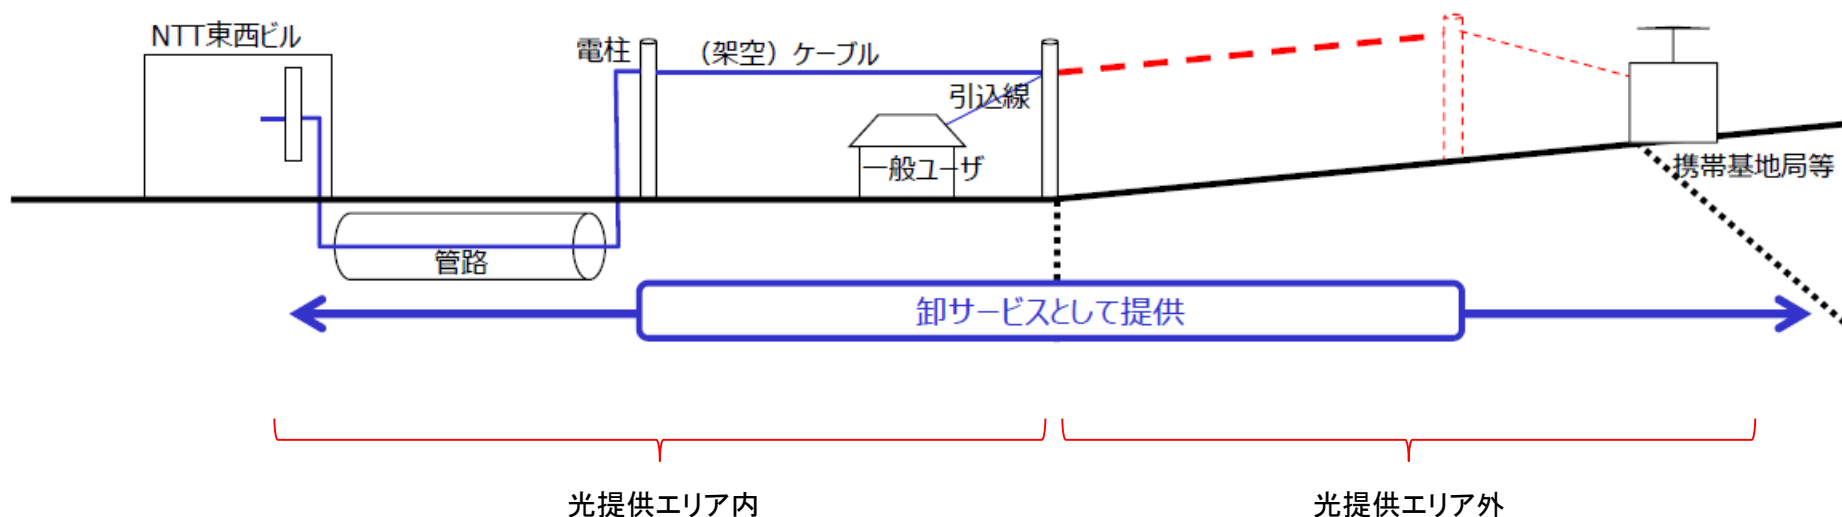 NTT東西ビル
電柱
（架空）ケーブル
引込線
一般ユーザ
携帯基地局等
管路
卸サービスとして提供
光提供エリア内
光提供エリア外